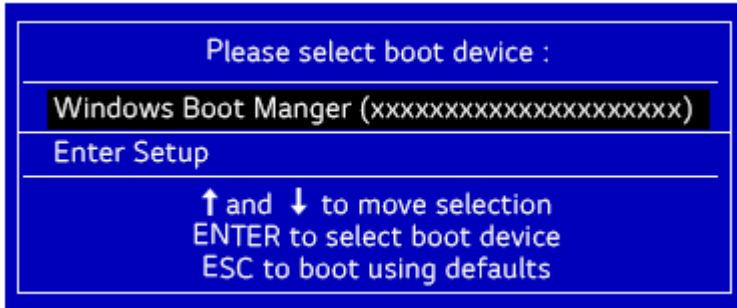 Please select boot device :
Windows Boot Manger (xxxxxxxxxxxxxxxxxxxxx)
Enter Setup
↑ and ↓ to move selection
ENTER to select boot device
ESC to boot using defaults